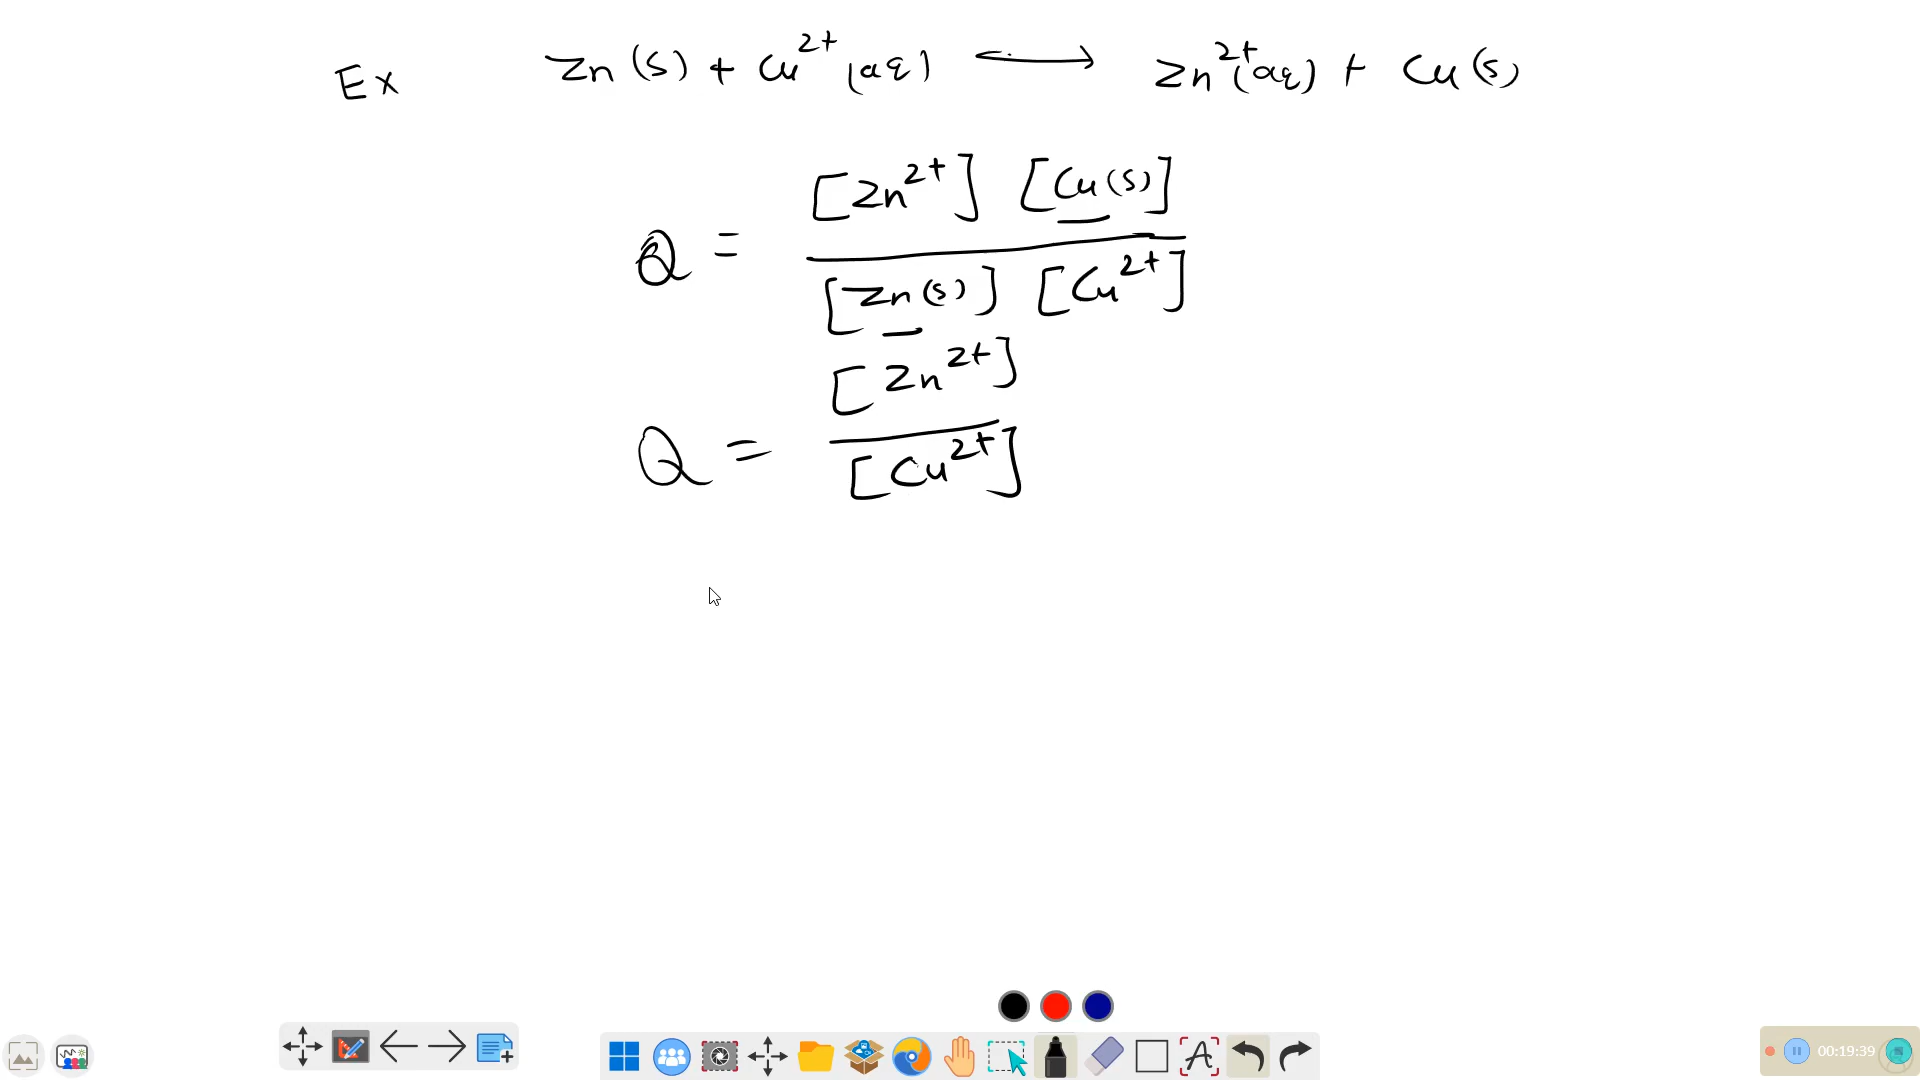 Ex Zn(s) + Cu²⁺(aq) ⟷ Zn²⁺(aq) + Cu(s)
Q = [Zn²⁺] [Cu(s)] / [Zn(s)] [Cu²⁺]
Q = [Zn²⁺] / [Cu²⁺]
00:19:39